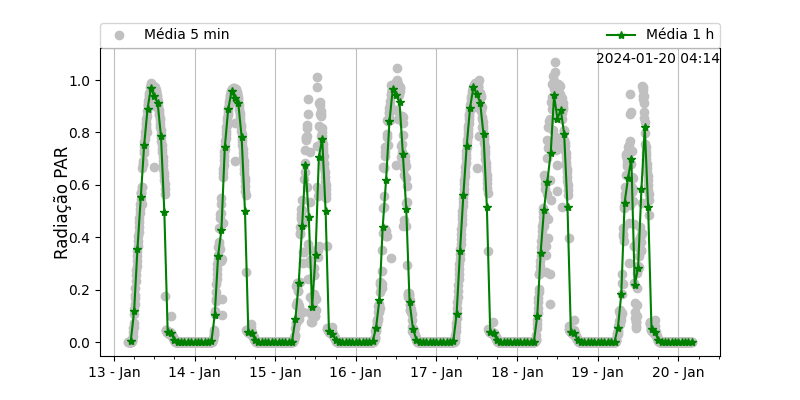 Média 5 min
Média 1 h
2024-01-20 04:14
Radiação PAR
1.0
0.8
0.6
0.4
0.2
0.0
13 - Jan
14 - Jan
15 - Jan
16 - Jan
17 - Jan
18 - Jan
19 - Jan
20 - Jan